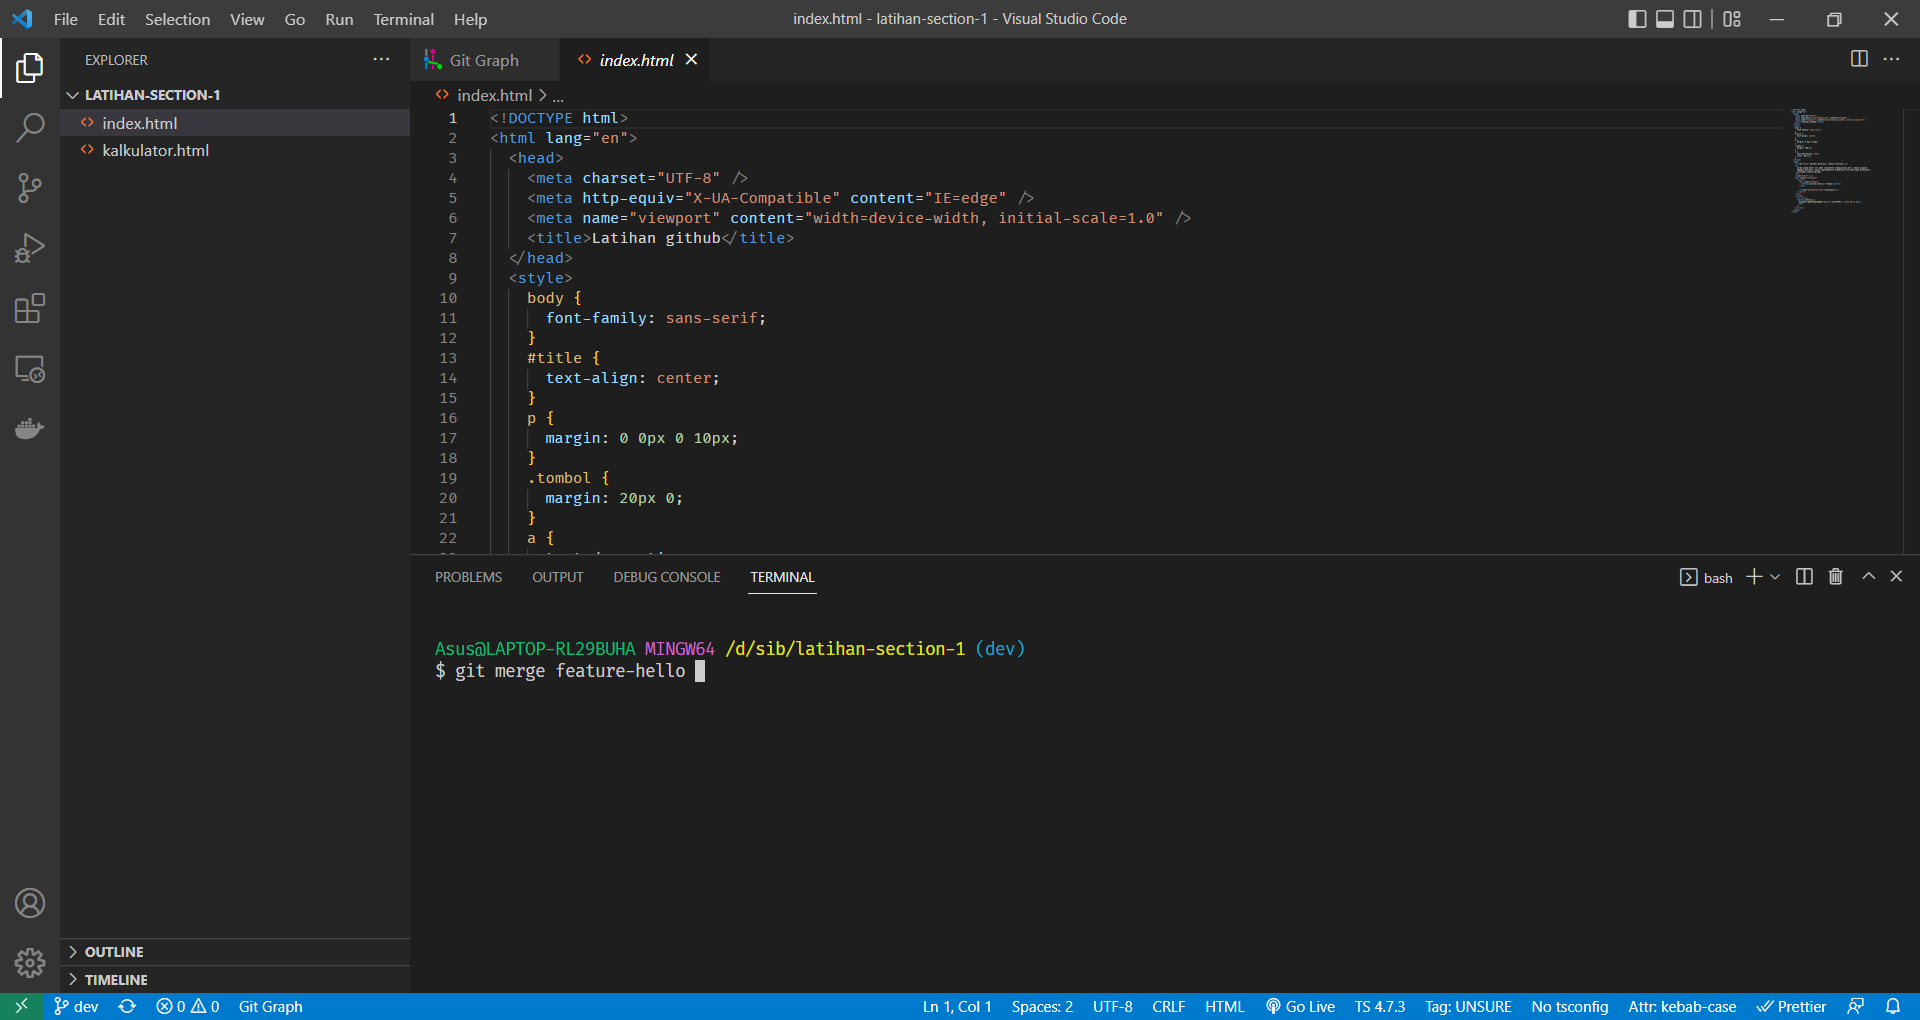 File Edit Selection View Go Run Terminal Help
index.html - latihan-section-1 - Visual Studio Code
EXPLORER
LATIHAN-SECTION-1
index.html
kalkulator.html
OUTLINE
TIMELINE
Git Graph
index.html
index.html > ...
1 <!DOCTYPE html>
2 <html lang="en">
3 <head>
4 <meta charset="UTF-8" />
5 <meta http-equiv="X-UA-Compatible" content="IE=edge" />
6 <meta name="viewport" content="width=device-width, initial-scale=1.0" />
7 <title>Latihan github</title>
8 </head>
9 <style>
10 body {
11 font-family: sans-serif;
12 }
13 #title {
14 text-align: center;
15 }
16 p {
17 margin: 0 0px 0 10px;
18 }
19 .tombol {
20 margin: 20px 0;
21 }
22 a {
PROBLEMS OUTPUT DEBUG CONSOLE TERMINAL
bash
Asus@LAPTOP-RL29BUHA MINGW64 /d/sib/latihan-section-1 (dev)
$ git merge feature-hello
dev 0 0 Git Graph
Ln 1, Col 1 Spaces: 2 UTF-8 CRLF HTML Go Live TS 4.7.3 Tag: UNSURE No tsconfig Attr: kebab-case Prettier